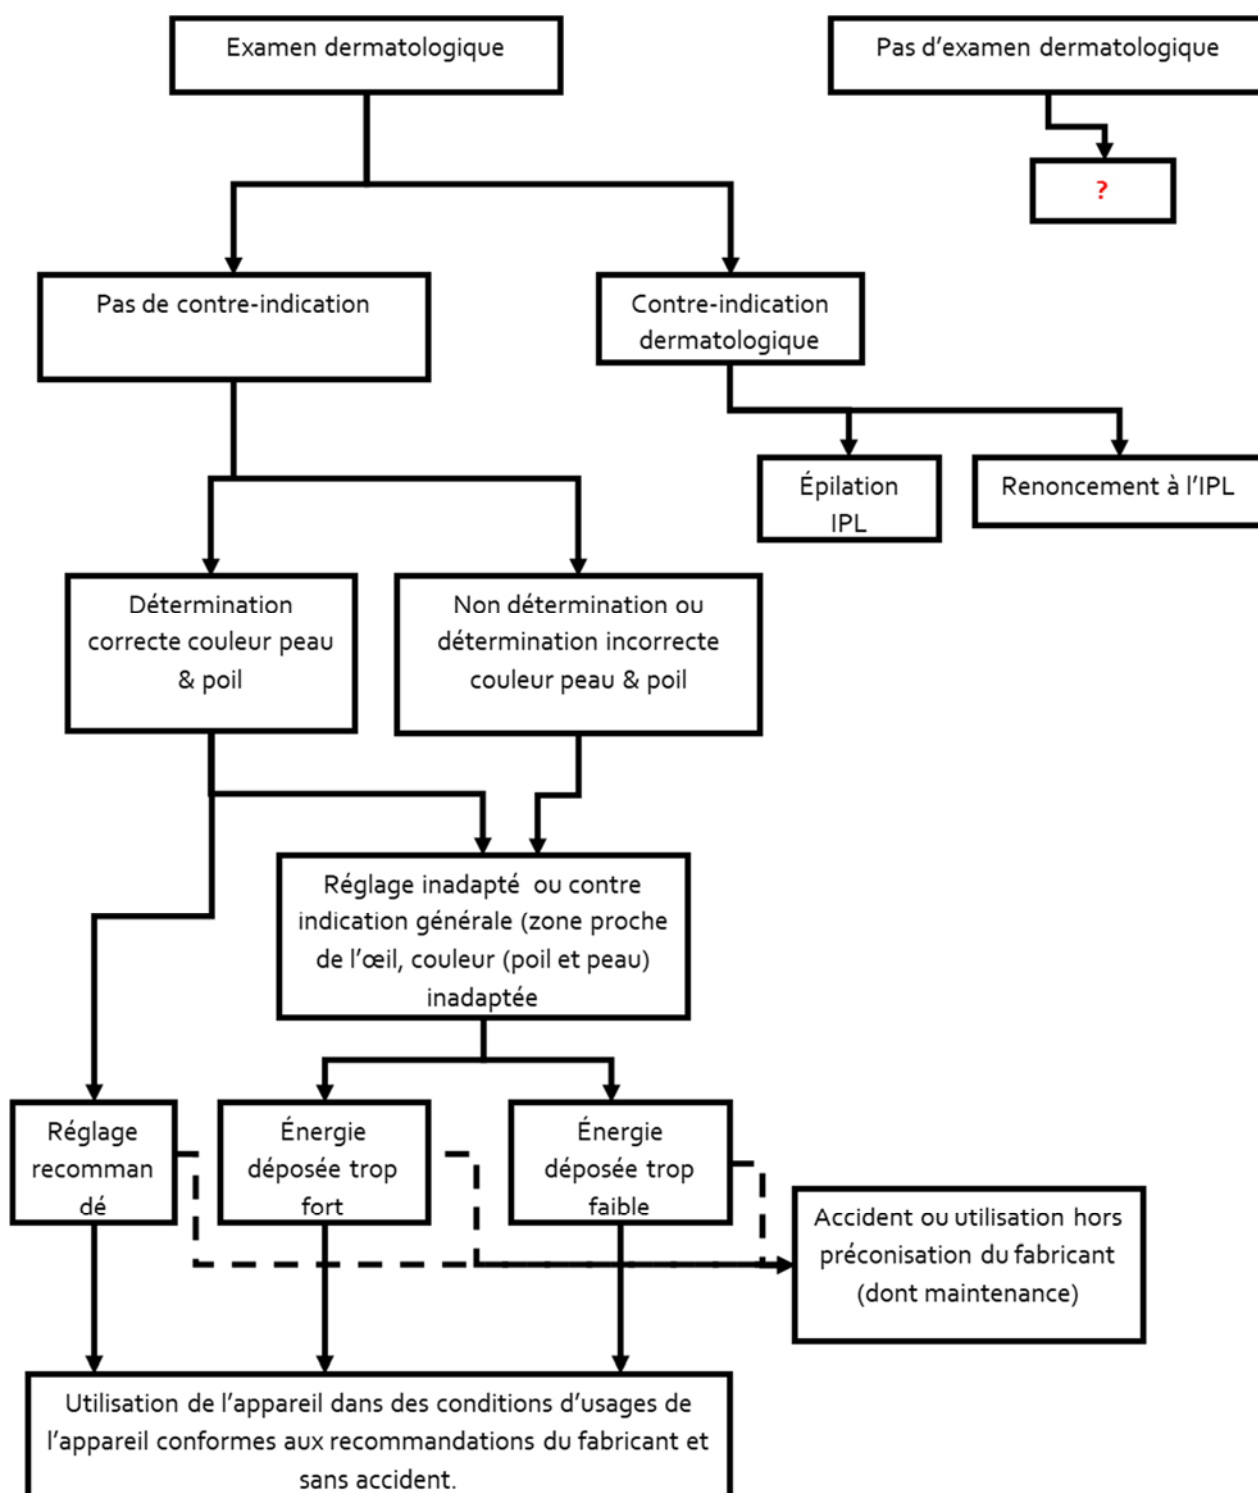 Examen dermatologique
Pas d'examen dermatologique
?
Pas de contre-indication
Contre-indication
dermatologique
Épilation
IPL
Renoncement à l'IPL
Détermination
correcte couleur peau
& poil
Non détermination ou
détermination incorrecte
couleur peau & poil
Réglage inadapté ou contre
indication générale (zone proche
de l'œil, couleur (poil et peau)
inadaptée
Réglage
recomman
dé
Énergie
déposée trop
fort
Énergie
déposée trop
faible
Accident ou utilisation hors
préconisation du fabricant
(dont maintenance)
Utilisation de l'appareil dans des conditions d'usages de
l'appareil conformes aux recommandations du fabricant et
sans accident.